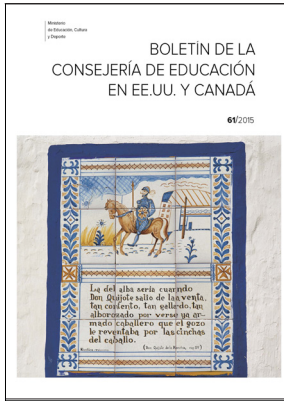 Ministerio
de Educación, Cultura
y Deporte
BOLETÍN DE LA
CONSEJERÍA DE EDUCACIÓN
EN EE.UU. Y CANADÁ
61/2015
La del alba sería cuando
Don Quijote salio de la venta,
tan contento, tan gallardo, tan
alborozado por verse ya ar-
mado caballero que el gozo
le reventaba por las cinchas
del caballo.